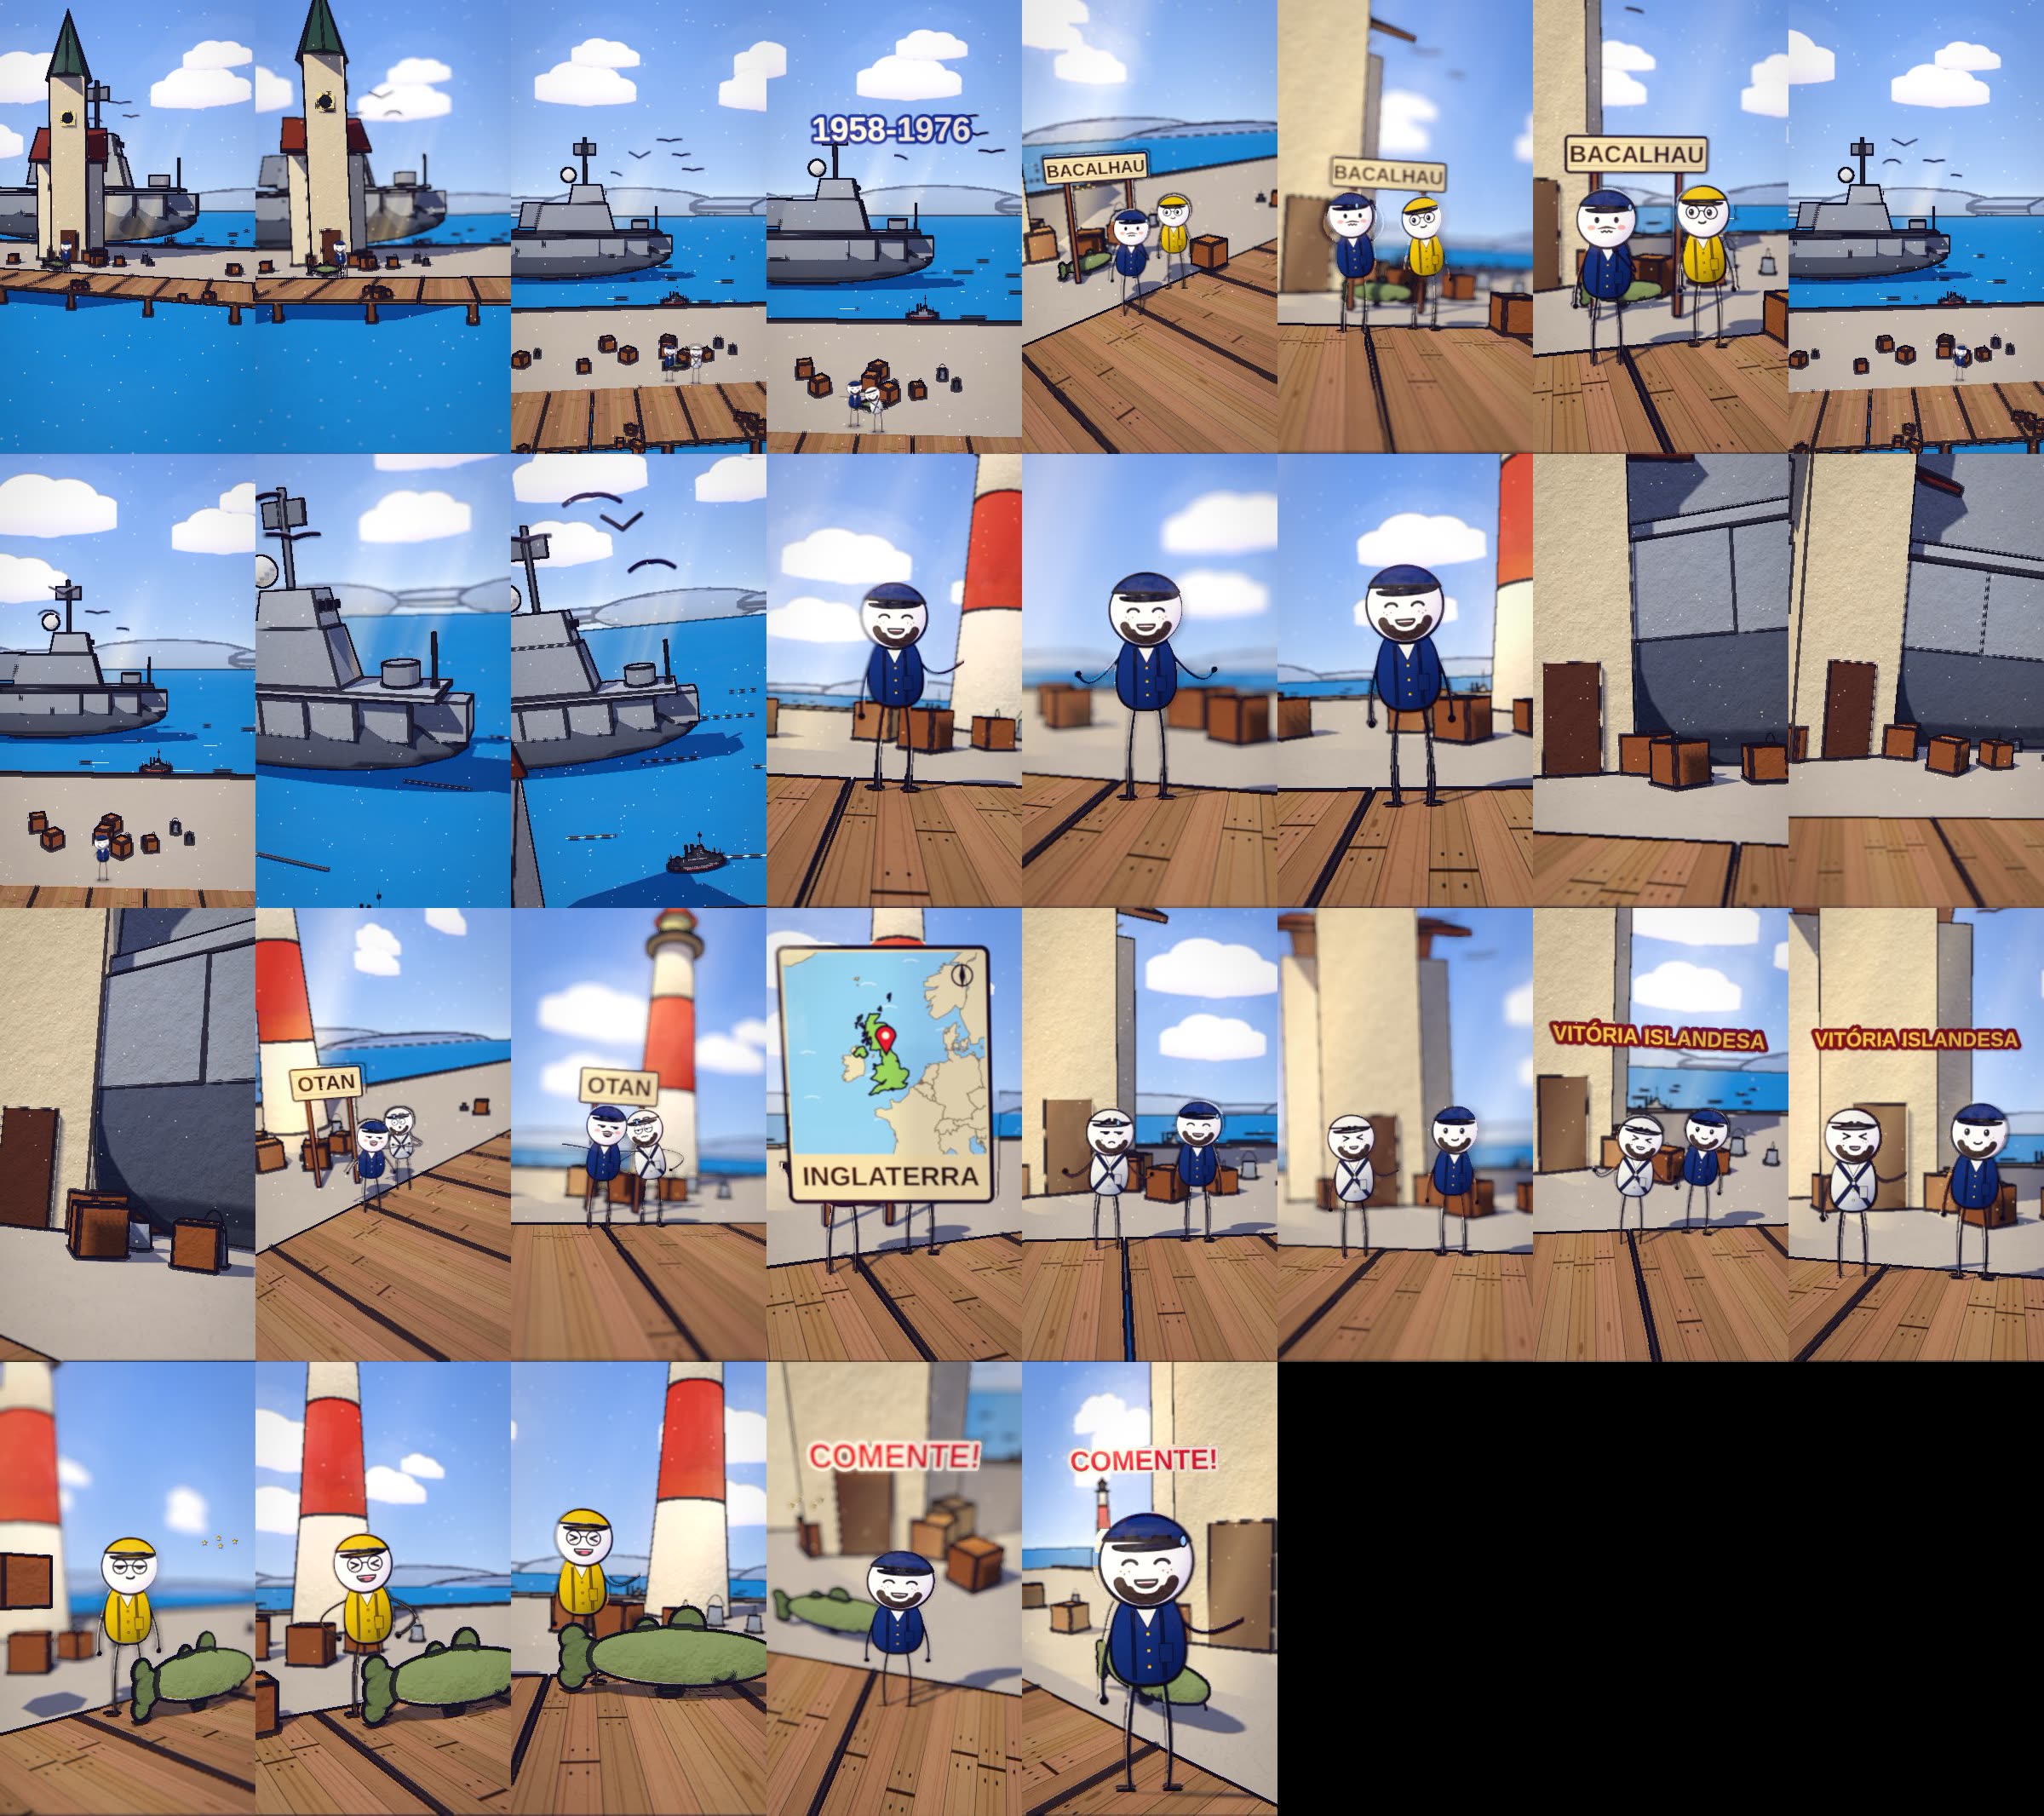 1958-1976
BACALHAU
BACALHAU
BACALHAU
OTAN
OTAN
INGLATERRA
VITÓRIA ISLANDESA
VITÓRIA ISLANDESA
COMENTE!
COMENTE!